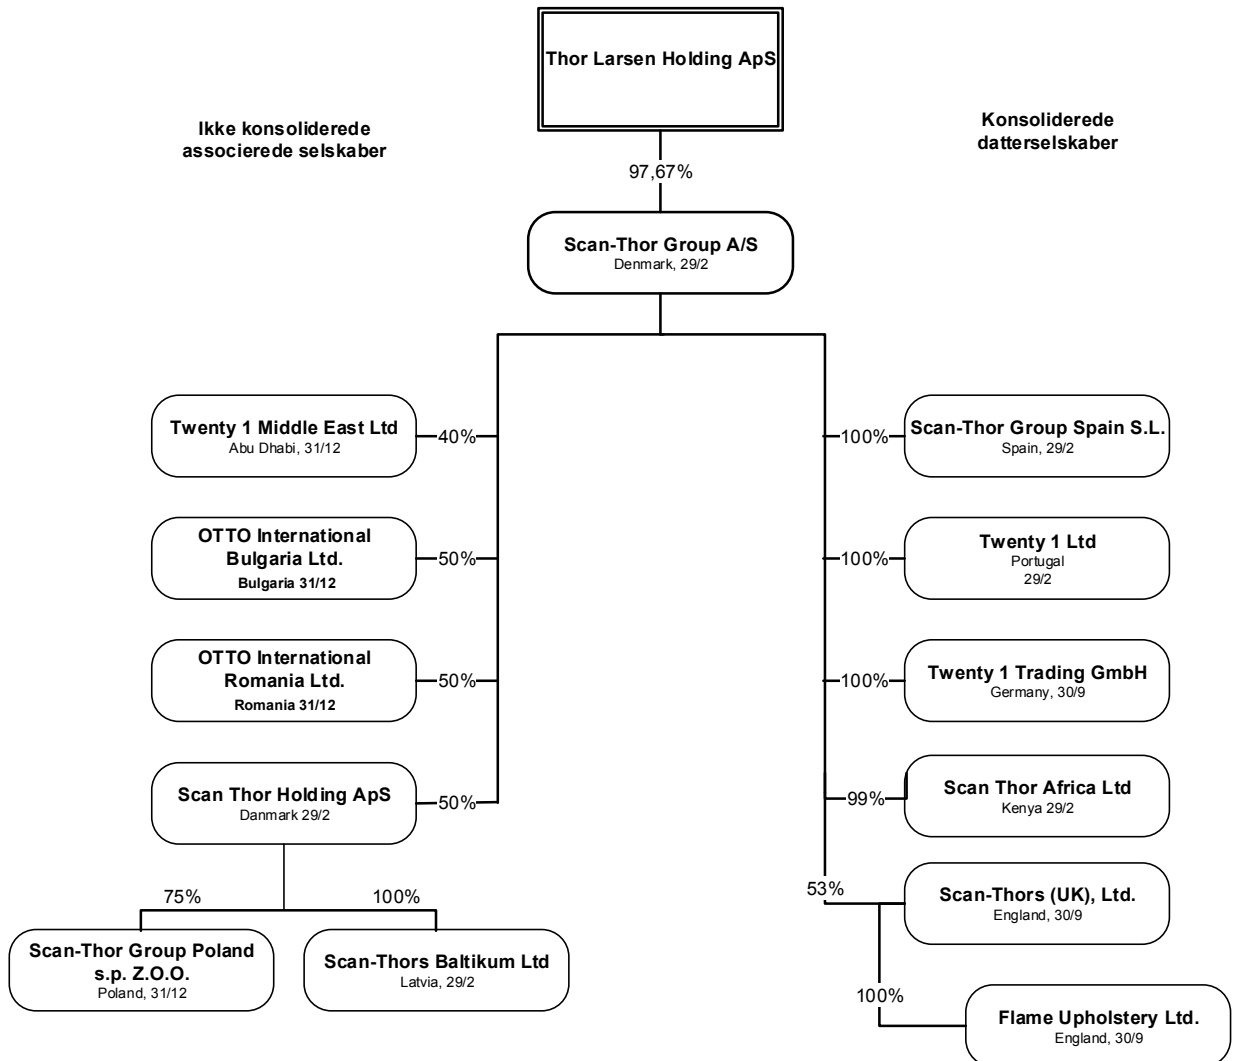 Thor Larsen Holding ApS
Ikke konsoliderede
associerede selskaber
Konsoliderede
datterselskaber
97,67%
Scan-Thor Group A/S
Denmark, 29/2
Twenty 1 Middle East Ltd
Abu Dhabi, 31/12
40%
100%
Scan-Thor Group Spain S.L.
Spain, 29/2
OTTO International
Bulgaria Ltd.
Bulgaria 31/12
50%
100%
Twenty 1 Ltd
Portugal
29/2
OTTO International
Romania Ltd.
Romania 31/12
50%
100%
Twenty 1 Trading GmbH
Germany, 30/9
Scan Thor Holding ApS
Danmark 29/2
50%
99%
Scan Thor Africa Ltd
Kenya 29/2
75%
100%
53%
Scan-Thors (UK), Ltd.
England, 30/9
Scan-Thor Group Poland
s.p. Z.O.O.
Poland, 31/12
Scan-Thors Baltikum Ltd
Latvia, 29/2
100%
Flame Upholstery Ltd.
England, 30/9